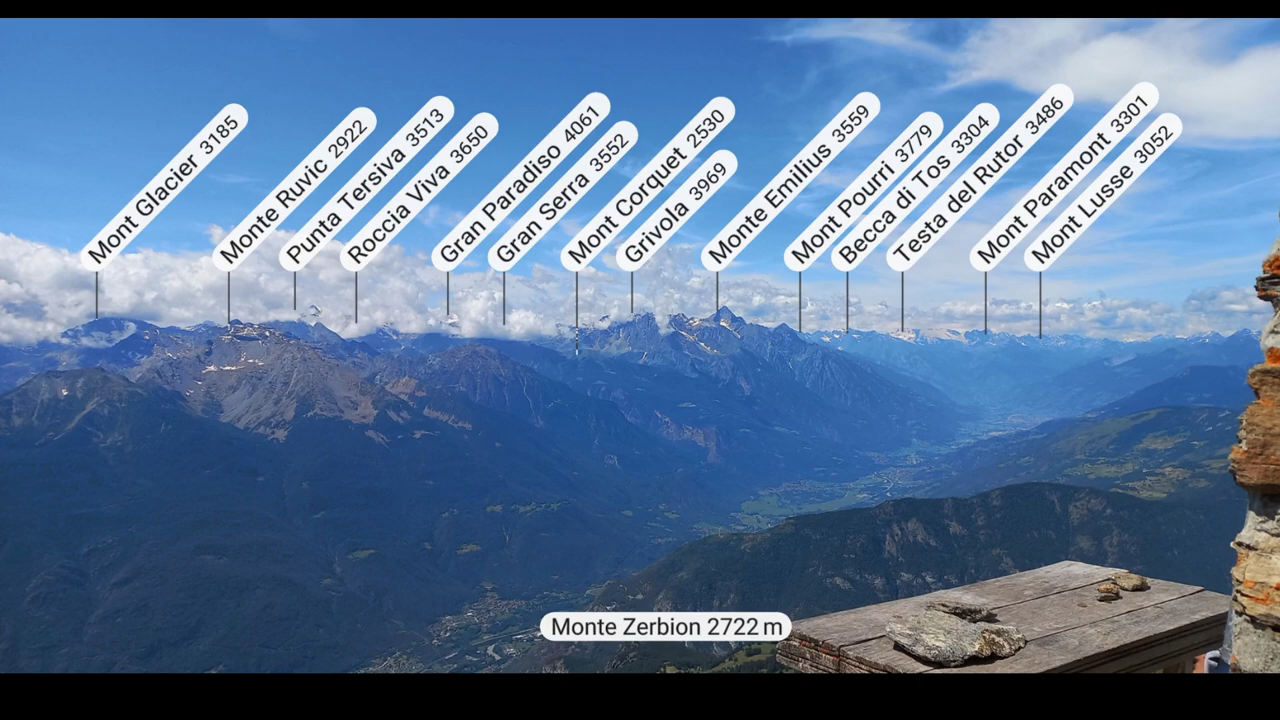 Mont Glacier 3185
Monte Ruvic 2922
Punta Tersiva 3513
Roccia Viva 3650
Gran Paradiso 4061
Gran Serra 3552
Mont Corquet 2530
Grivola 3969
Monte Emilius 3559
Mont Pourri 3779
Becca di Tos 3304
Testa del Rutor 3486
Mont Paramont 3301
Mont Lusse 3052
Monte Zerbion 2722 m